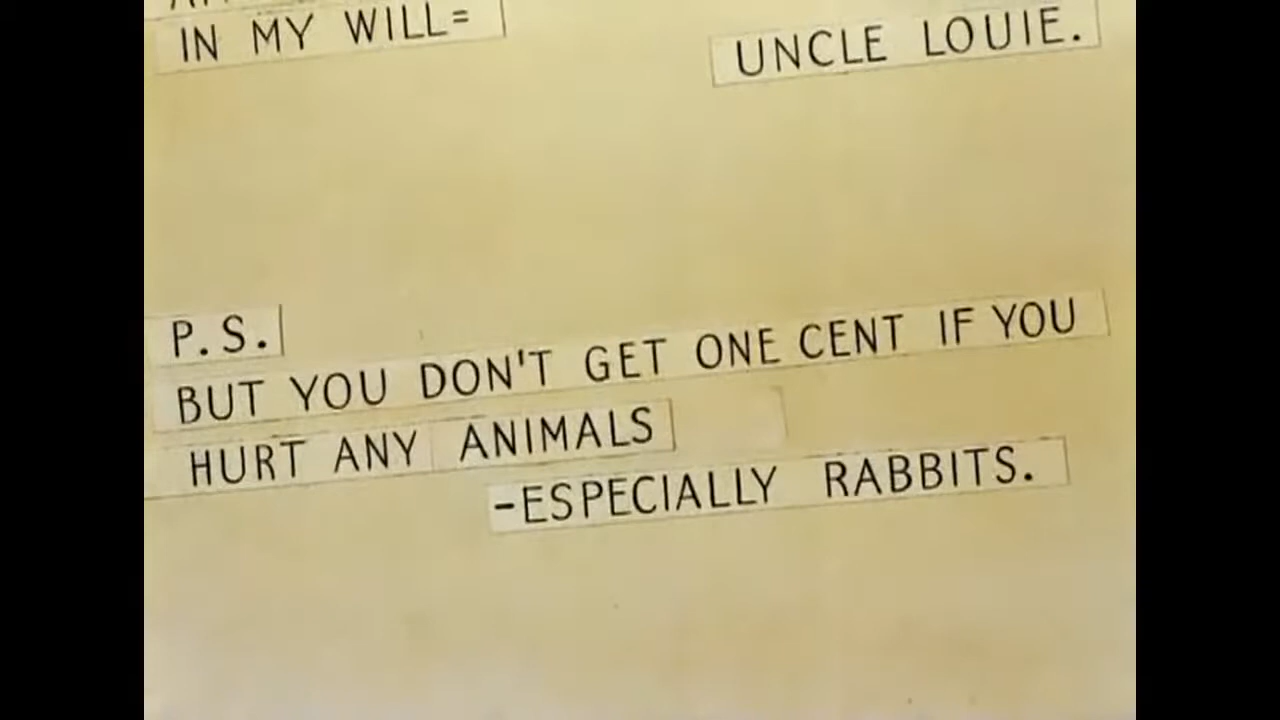 IN MY WILL=
UNCLE LOUIE.
P.S.
BUT YOU DON'T GET ONE CENT IF YOU
HURT ANY ANIMALS
-ESPECIALLY RABBITS.